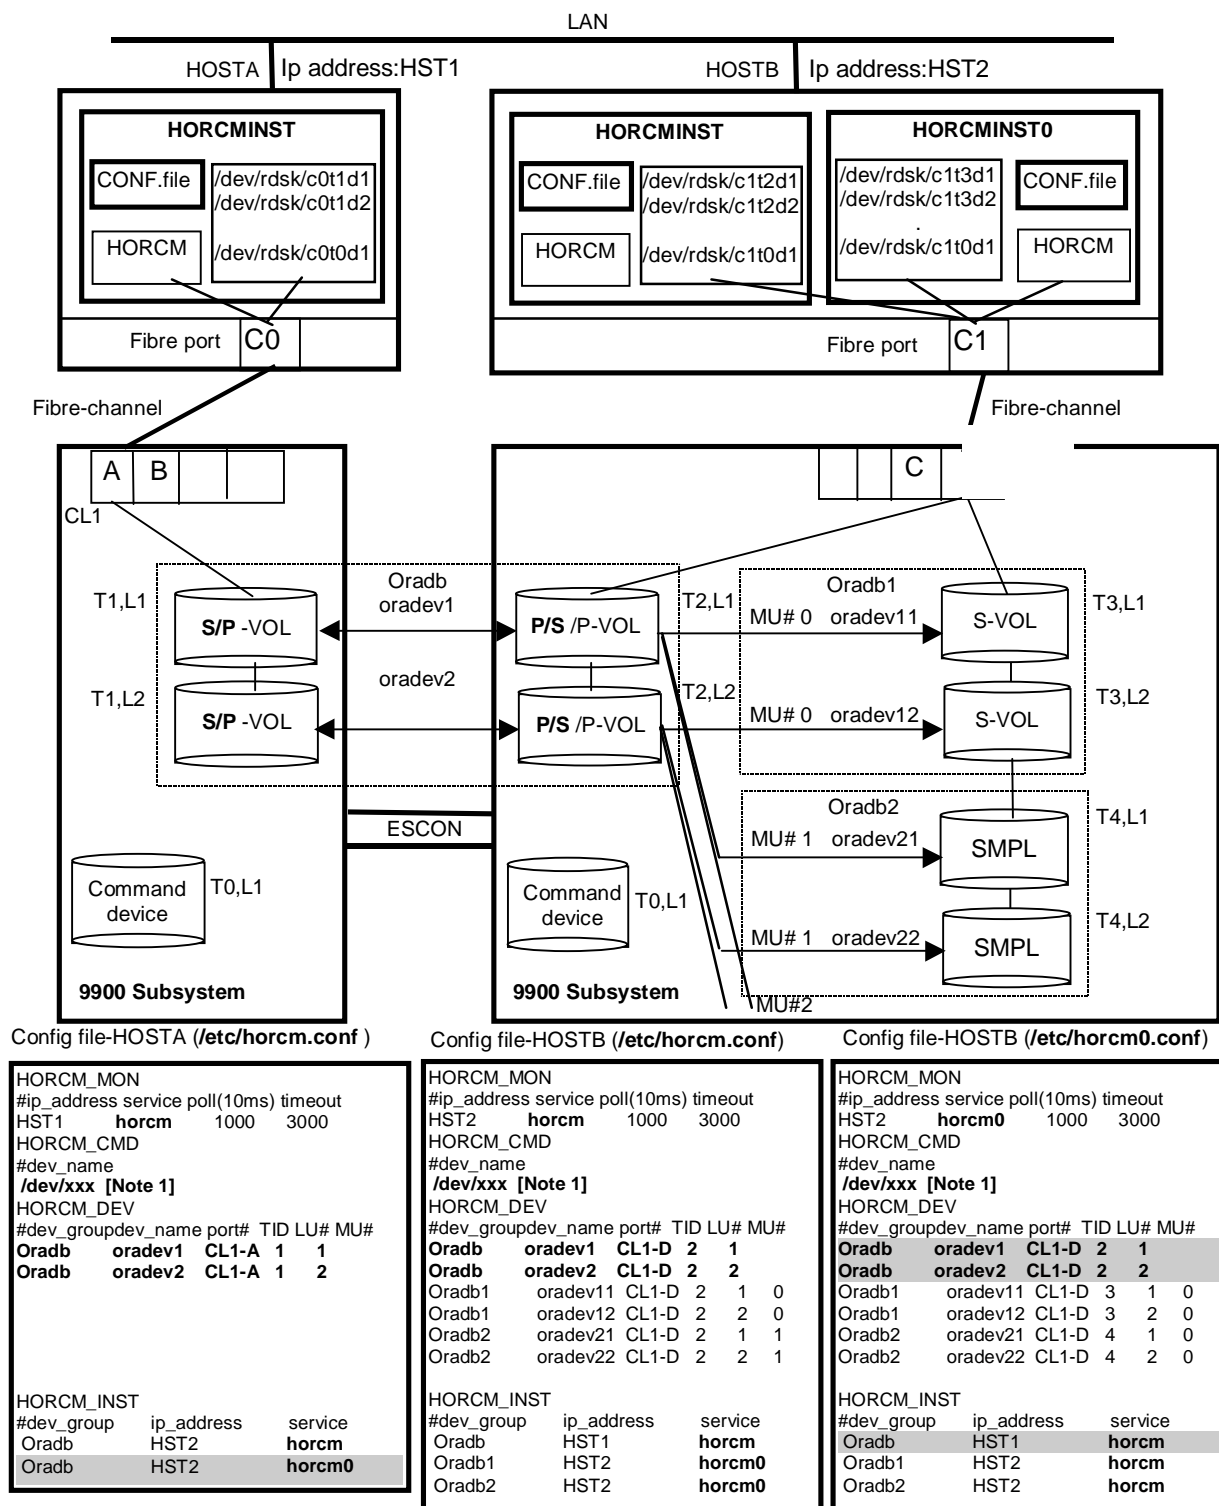 LAN
HOSTA Ip address:HST1
HOSTB Ip address:HST2
HORCMINST
CONF.file
/dev/rdsk/c0t1d1
/dev/rdsk/c0t1d2
HORCM
/dev/rdsk/c0t0d1
Fibre port C0
HORCMINST
CONF.file
/dev/rdsk/c1t2d1
/dev/rdsk/c1t2d2
HORCM
/dev/rdsk/c1t0d1
HORCMINST0
/dev/rdsk/c1t3d1
/dev/rdsk/c1t3d2
.
/dev/rdsk/c1t0d1
CONF.file
HORCM
Fibre port C1
Fibre-channel
Fibre-channel
A B
CL1
C
Oradb
oradev1
T1,L1
S/P -VOL
P/S /P-VOL
T2,L1
oradev2
T1,L2
S/P -VOL
P/S /P-VOL
T2,L2
Oradb1
MU# 0 oradev11
S-VOL
T3,L1
MU# 0 oradev12
S-VOL
T3,L2
Oradb2
MU# 1 oradev21
SMPL
T4,L1
MU# 1 oradev22
SMPL
T4,L2
MU#2
ESCON
Command
device
T0,L1
Command
device
T0,L1
9900 Subsystem
9900 Subsystem
Config file-HOSTA (/etc/horcm.conf )
HORCM_MON
#ip_address service poll(10ms) timeout
HST1 horcm 1000 3000
HORCM_CMD
#dev_name
/dev/xxx [Note 1]
HORCM_DEV
#dev_groupdev_name port# TID LU# MU#
Oradb oradev1 CL1-A 1 1
Oradb oradev2 CL1-A 1 2
HORCM_INST
#dev_group ip_address service
Oradb HST2 horcm
Oradb HST2 horcm0
Config file-HOSTB (/etc/horcm.conf)
HORCM_MON
#ip_address service poll(10ms) timeout
HST2 horcm 1000 3000
HORCM_CMD
#dev_name
/dev/xxx [Note 1]
HORCM_DEV
#dev_groupdev_name port# TID LU# MU#
Oradb oradev1 CL1-D 2 1
Oradb oradev2 CL1-D 2 2
Oradb1 oradev11 CL1-D 2 1 0
Oradb1 oradev12 CL1-D 2 2 0
Oradb2 oradev21 CL1-D 2 1 1
Oradb2 oradev22 CL1-D 2 2 1
HORCM_INST
#dev_group ip_address service
Oradb HST1 horcm
Oradb1 HST2 horcm0
Oradb2 HST2 horcm0
Config file-HOSTB (/etc/horcm0.conf)
HORCM_MON
#ip_address service poll(10ms) timeout
HST2 horcm0 1000 3000
HORCM_CMD
#dev_name
/dev/xxx [Note 1]
HORCM_DEV
#dev_groupdev_name port# TID LU# MU#
Oradb oradev1 CL1-D 2 1
Oradb oradev2 CL1-D 2 2
Oradb1 oradev11 CL1-D 3 1 0
Oradb1 oradev12 CL1-D 3 2 0
Oradb2 oradev21 CL1-D 4 1 0
Oradb2 oradev22 CL1-D 4 2 0
HORCM_INST
#dev_group ip_address service
Oradb HST1 horcm
Oradb1 HST2 horcm
Oradb2 HST2 horcm